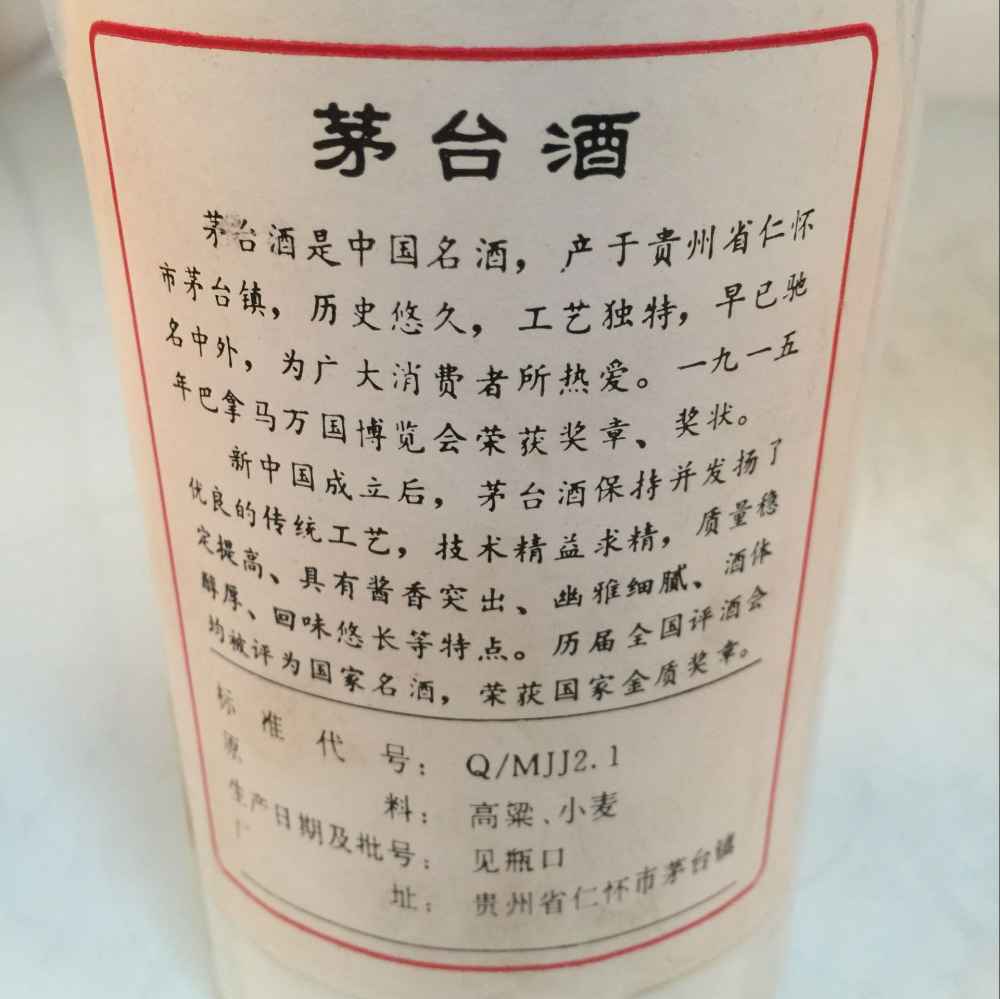 茅台酒
茅台酒是中国名酒，产于贵州省仁怀
市茅台镇，历史悠久，工艺独特，早已驰
名中外，为广大消费者所热爱。一九一五
年巴拿马万国博览会荣获奖章、奖状。
新中国成立后，茅台酒保持并发扬了
优良的传统工艺，技术精益求精，质量稳
定提高、具有酱香突出、幽雅细腻、酒体
醇厚、回味悠长等特点。历届全国评酒会
均被评为国家名酒，荣获国家金质奖章。
标准代号：Q/MJJ2.1
原料：高粱、小麦
生产日期及批号：见瓶口
址：贵州省仁怀市茅台镇